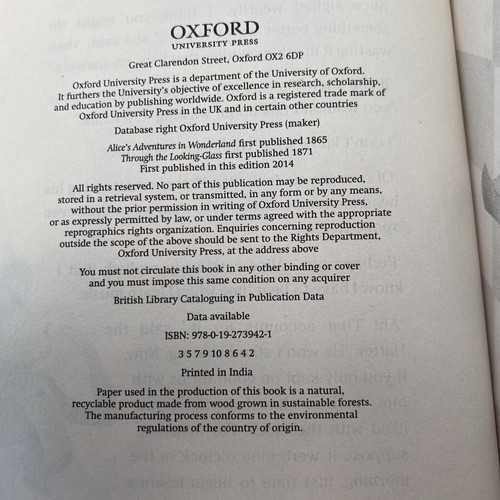 OXFORD
UNIVERSITY PRESS
Great Clarendon Street, Oxford OX2 6DP
Oxford University Press is a department of the University of Oxford.
It furthers the University's objective of excellence in research, scholarship,
and education by publishing worldwide. Oxford is a registered trade mark of
Oxford University Press in the UK and in certain other countries
Database right Oxford University Press (maker)
Alice's Adventures in Wonderland first published 1865
Through the Looking-Glass first published 1871
First published in this edition 2014
All rights reserved. No part of this publication may be reproduced,
stored in a retrieval system, or transmitted, in any form or by any means,
without the prior permission in writing of Oxford University Press,
or as expressly permitted by law, or under terms agreed with the appropriate
reprographics rights organization. Enquiries concerning reproduction
outside the scope of the above should be sent to the Rights Department,
Oxford University Press, at the address above
You must not circulate this book in any other binding or cover
and you must impose this same condition on any acquirer
British Library Cataloguing in Publication Data
Data available
ISBN: 978-0-19-273942-1
3 5 7 9 10 8 6 4 2
Printed in India
Paper used in the production of this book is a natural,
recyclable product made from wood grown in sustainable forests.
The manufacturing process conforms to the environmental
regulations of the country of origin.